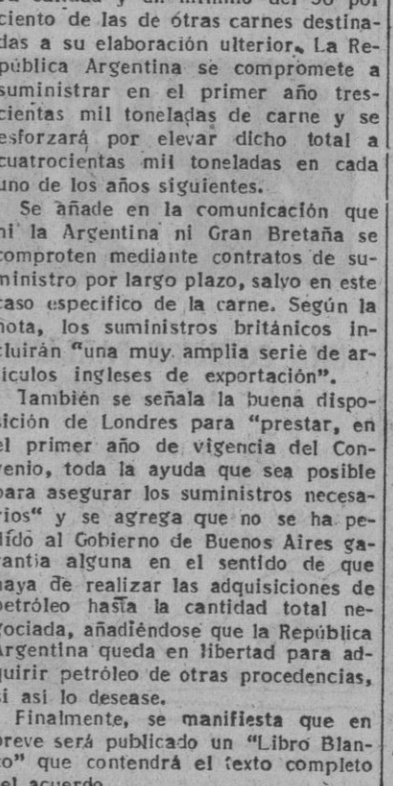 ciento de las de ótras carnes destina-
das a su elaboración ulterior. La Re-
pública Argentina se compromete a
suministrar en el primer año tres-
cientas mil toneladas de carne y se
esforzará por elevar dicho total a
cuatrocientas mil toneladas en cada
uno de los años siguientes.
Se añade en la comunicación que
ni la Argentina ni Gran Bretaña se
comproten mediante contratos de su-
ministro por largo plazo, salvo en este
caso especifico de la carne. Según la
nota, los suministros británicos in-
cluirán "una muy amplia serie de ar-
ticulos ingleses de exportación".
También se señala la buena dispo-
sición de Londres para "prestar, en
el primer año de vigencia del Con-
venio, toda la ayuda que sea posible
para asegurar los suministros necesa-
rios" y se agrega que no se ha pe-
dido al Gobierno de Buenos Aires ga-
rantia alguna en el sentido de que
haya de realizar las adquisiciones de
petróleo hasta la cantidad total ne-
gociada, añadiéndose que la República
Argentina queda en libertad para ad-
quirir petróleo de otras procedencias,
si asi lo desease.
Finalmente, se manifiesta que en
breve será publicado un "Libro Blan-
co" que contendrá el texto completo
del acuerdo.